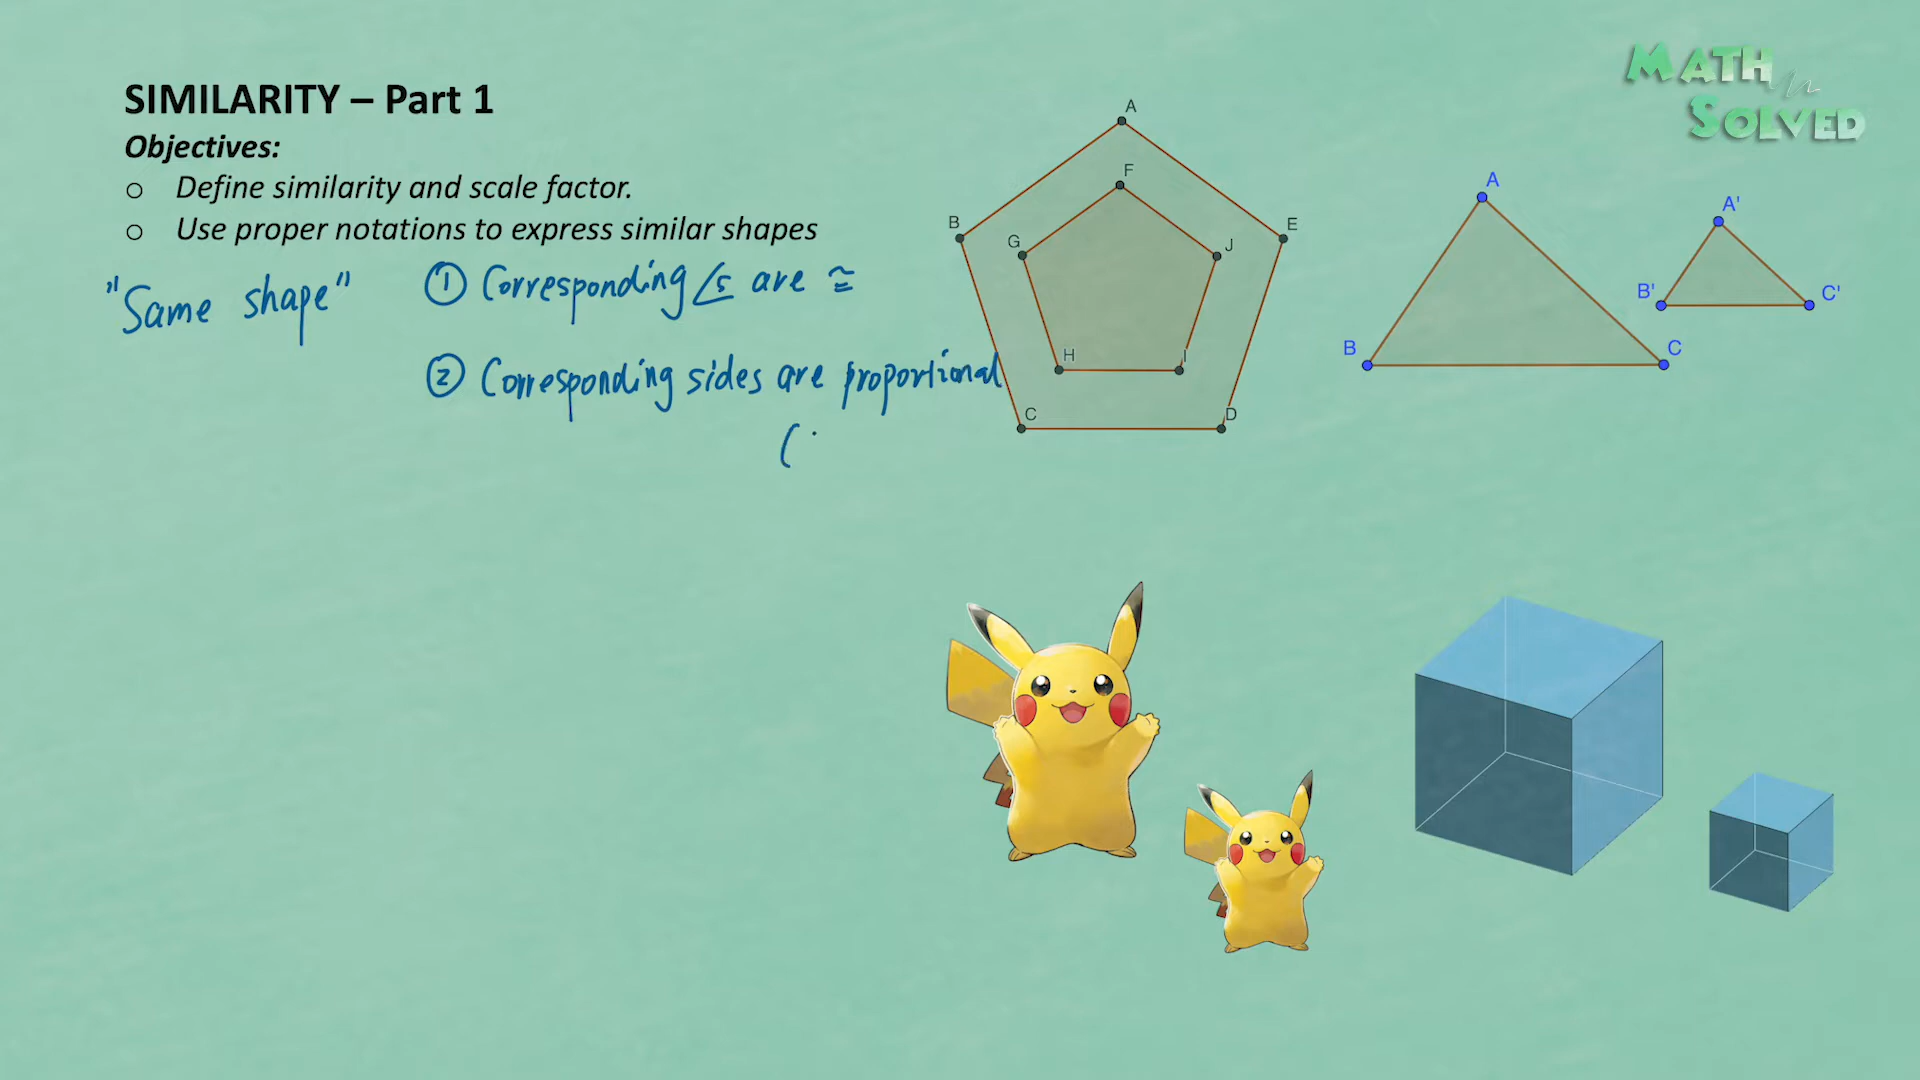 SIMILARITY – Part 1
Objectives:
o Define similarity and scale factor.
o Use proper notations to express similar shapes
"Same shape"
① Corresponding ∠s are ≅
② Corresponding sides are proportional
(
A
F
B
G
J
E
H
I
C
D
A
B
C
A'
B'
C'
MATH
in
SOLVED